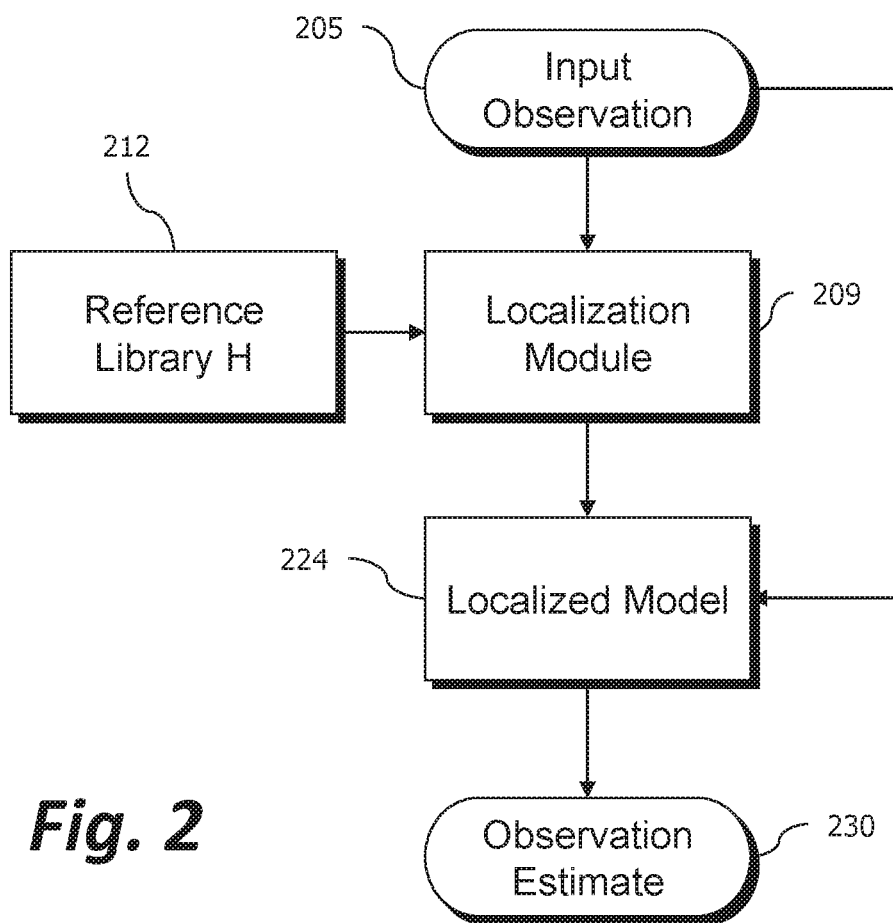 205
Input
Observation
212
Reference
Library H
Localization
Module
209
224
Localized Model
Fig. 2
Observation
Estimate
230